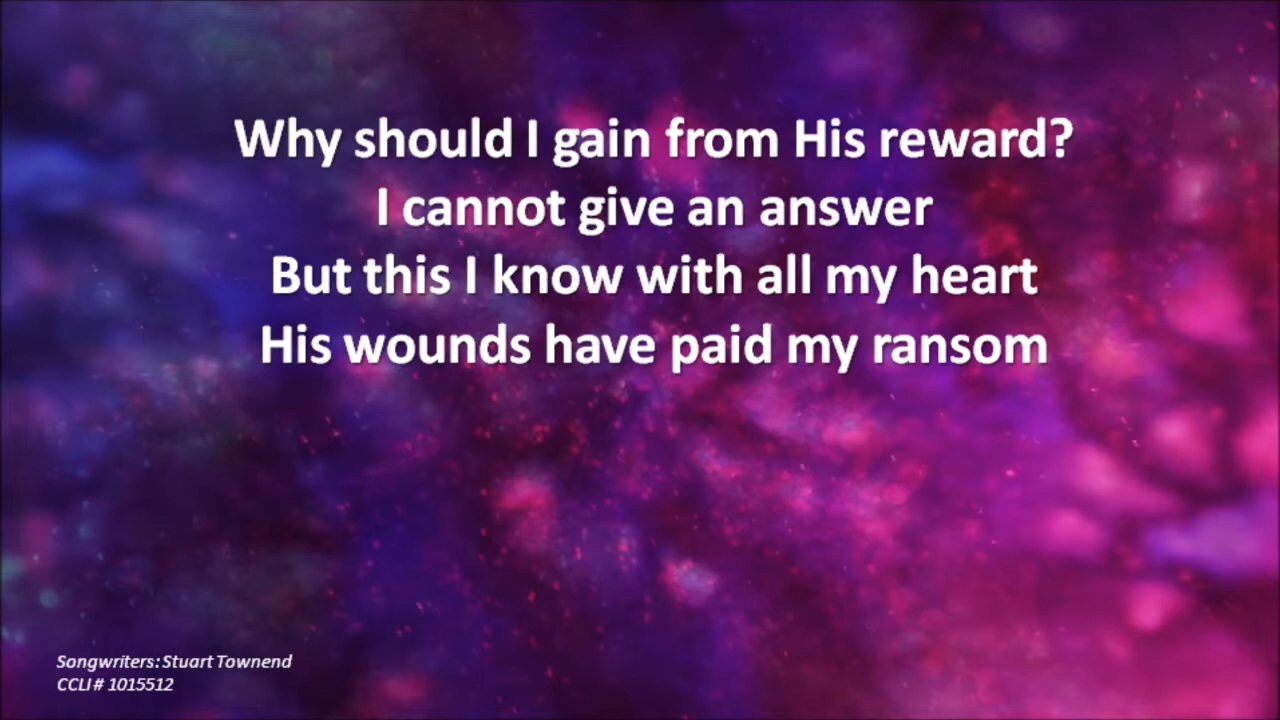 Why should I gain from His reward?
I cannot give an answer
But this I know with all my heart
His wounds have paid my ransom
Songwriters: Stuart Townend
CCLI # 1015512